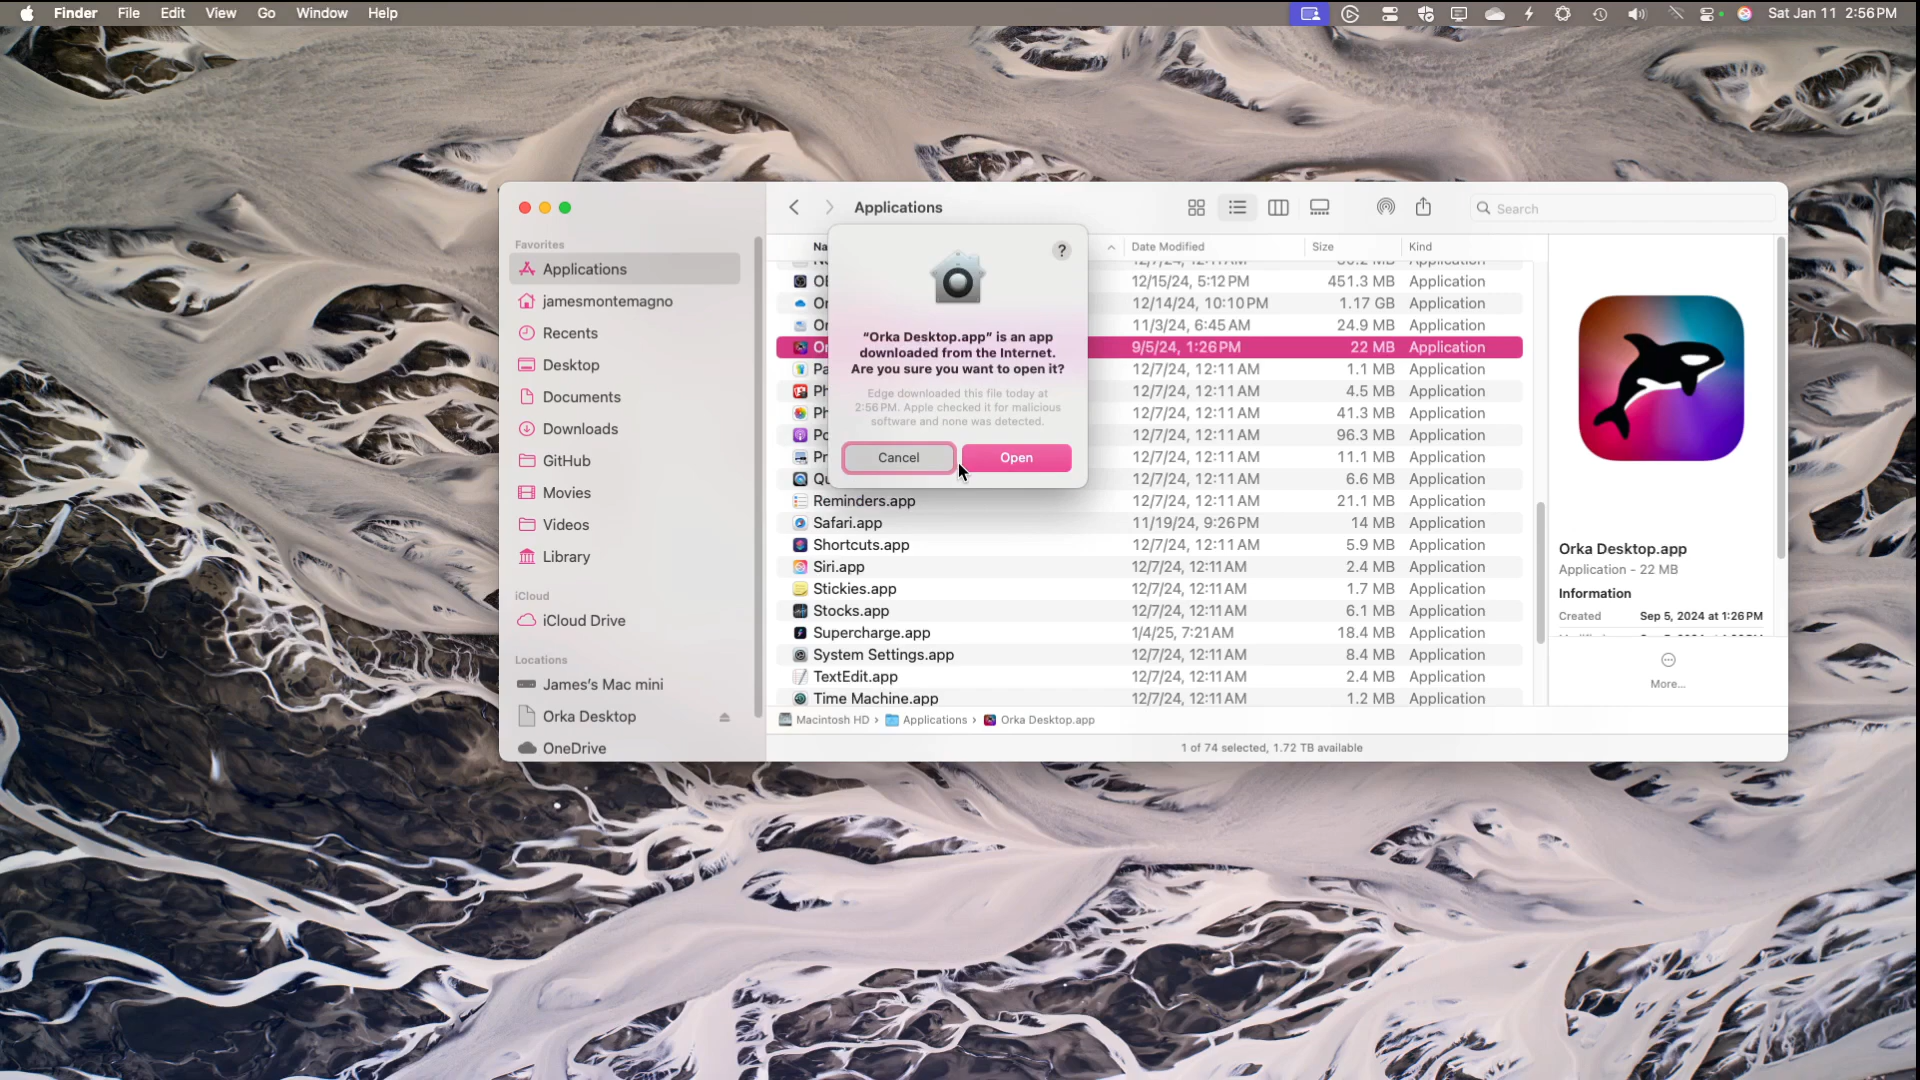 Finder File Edit View Go Window Help
Sat Jan 11 2:56 PM
Applications
Search
Favorites
Applications
jamesmontemagno
Recents
Desktop
Documents
Downloads
GitHub
Movies
Videos
Library
iCloud
iCloud Drive
Locations
James's Mac mini
Orka Desktop
OneDrive
Na Date Modified Size Kind
12/15/24, 5:12 PM 451.3 MB Application
12/14/24, 10:10 PM 1.17 GB Application
11/3/24, 6:45 AM 24.9 MB Application
9/5/24, 1:26 PM 22 MB Application
Pa 12/7/24, 12:11 AM 1.1 MB Application
Ph 12/7/24, 12:11 AM 4.5 MB Application
Ph 12/7/24, 12:11 AM 41.3 MB Application
Po 12/7/24, 12:11 AM 96.3 MB Application
Pr 12/7/24, 12:11 AM 11.1 MB Application
Qu 12/7/24, 12:11 AM 6.6 MB Application
Reminders.app 12/7/24, 12:11 AM 21.1 MB Application
Safari.app 11/19/24, 9:26 PM 14 MB Application
Shortcuts.app 12/7/24, 12:11 AM 5.9 MB Application
Siri.app 12/7/24, 12:11 AM 2.4 MB Application
Stickies.app 12/7/24, 12:11 AM 1.7 MB Application
Stocks.app 12/7/24, 12:11 AM 6.1 MB Application
Supercharge.app 1/4/25, 7:21 AM 18.4 MB Application
System Settings.app 12/7/24, 12:11 AM 8.4 MB Application
TextEdit.app 12/7/24, 12:11 AM 2.4 MB Application
Time Machine.app 12/7/24, 12:11 AM 1.2 MB Application
?
“Orka Desktop.app” is an app
downloaded from the Internet.
Are you sure you want to open it?
Edge downloaded this file today at
2:56 PM. Apple checked it for malicious
software and none was detected.
Cancel
Open
Orka Desktop.app
Application - 22 MB
Information
Created Sep 5, 2024 at 1:26 PM
More...
Macintosh HD › Applications › Orka Desktop.app
1 of 74 selected, 1.72 TB available